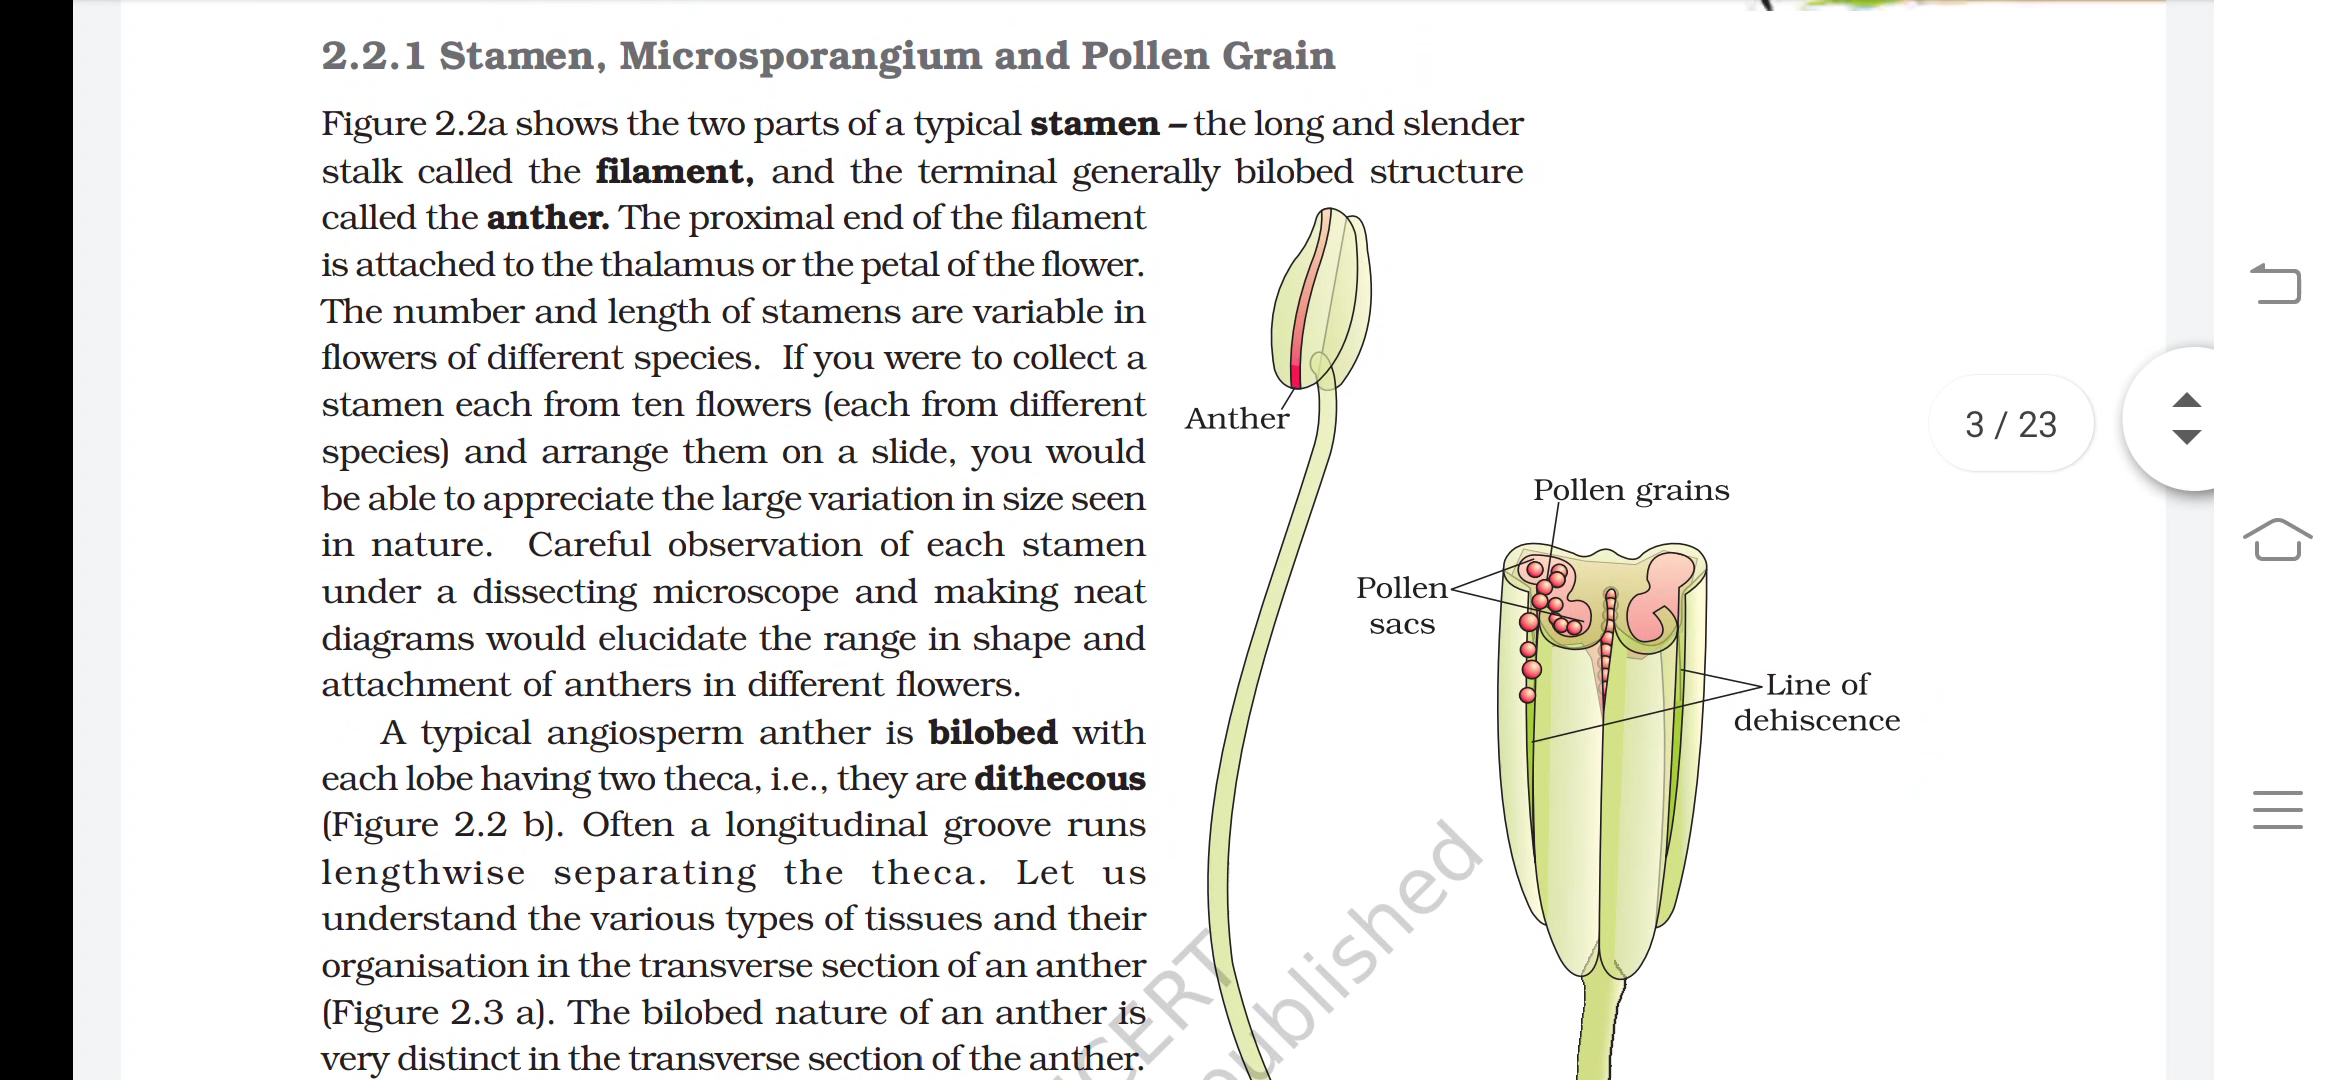 2.2.1 Stamen, Microsporangium and Pollen Grain
Figure 2.2a shows the two parts of a typical stamen – the long and slender
stalk called the filament, and the terminal generally bilobed structure
called the anther. The proximal end of the filament
is attached to the thalamus or the petal of the flower.
The number and length of stamens are variable in
flowers of different species. If you were to collect a
stamen each from ten flowers (each from different
species) and arrange them on a slide, you would
be able to appreciate the large variation in size seen
in nature. Careful observation of each stamen
under a dissecting microscope and making neat
diagrams would elucidate the range in shape and
attachment of anthers in different flowers.
A typical angiosperm anther is bilobed with
each lobe having two theca, i.e., they are dithecous
(Figure 2.2 b). Often a longitudinal groove runs
lengthwise separating the theca. Let us
understand the various types of tissues and their
organisation in the transverse section of an anther
(Figure 2.3 a). The bilobed nature of an anther is
very distinct in the transverse section of the anther.
Anther
Pollen grains
Pollen
sacs
Line of
dehiscence
3 / 23
CERT
ublished